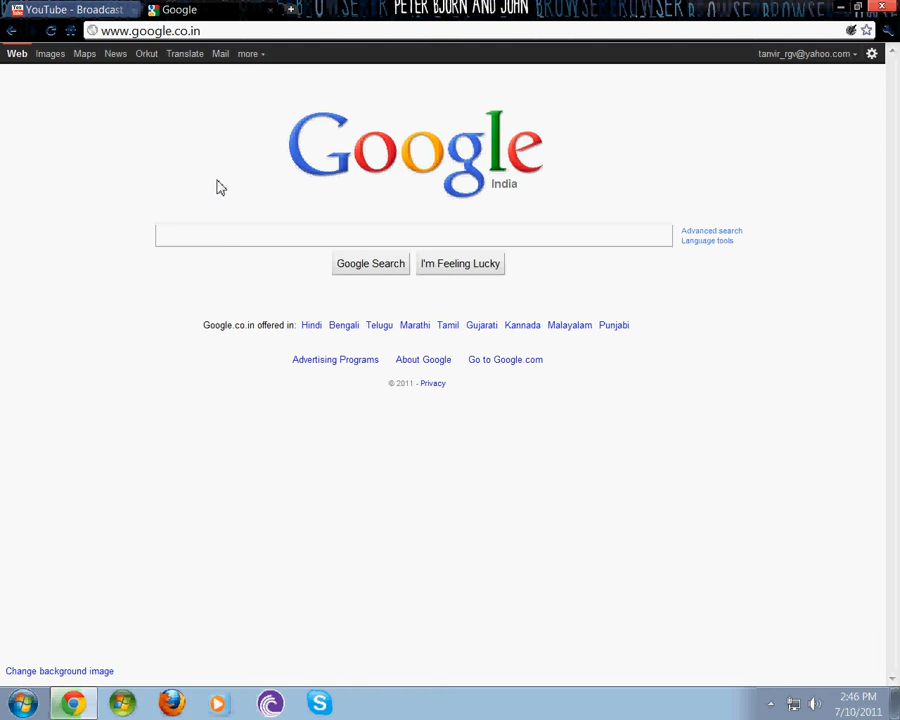 YouTube - Broadcast
Google
PETER BJORN AND JOHN
BROWSE
BROWSER
www.google.co.in
Web Images Maps News Orkut Translate Mail more
tanvir_rgv@yahoo.com
Google
India
Advanced search
Language tools
Google Search
I'm Feeling Lucky
Google.co.in offered in: Hindi Bengali Telugu Marathi Tamil Gujarati Kannada Malayalam Punjabi
Advertising Programs About Google Go to Google.com
© 2011 - Privacy
Change background image
2:46 PM
7/10/2011